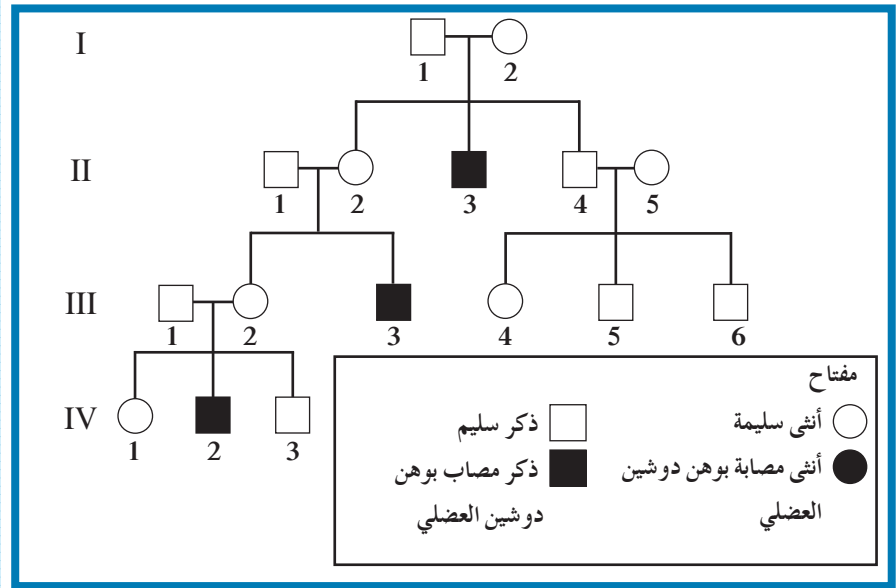 I
1 2
II
1 2 3 4 5
III
1 2 3 4 5 6
IV
1 2 3
مفتاح
أنثى سليمة
ذكر سليم
أنثى مصابة بوهن دوشين العضلي
ذكر مصاب بوهن دوشين العضلي